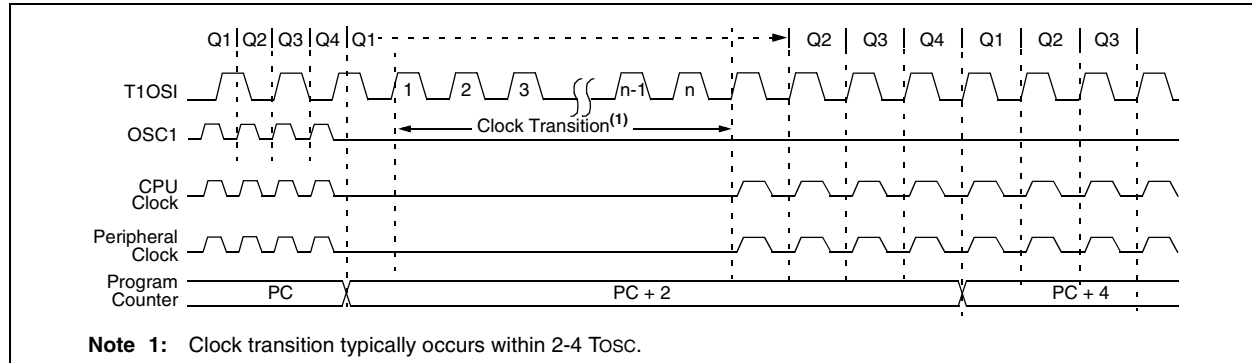 Q1 Q2 Q3 Q4 Q1 Q2 Q3 Q4 Q1 Q2 Q3
T1OSI 1 2 3 n-1 n
Clock Transition(1)
OSC1
CPU
Clock
Peripheral
Clock
Program
Counter
PC PC + 2 PC + 4
Note 1: Clock transition typically occurs within 2-4 TOSC.